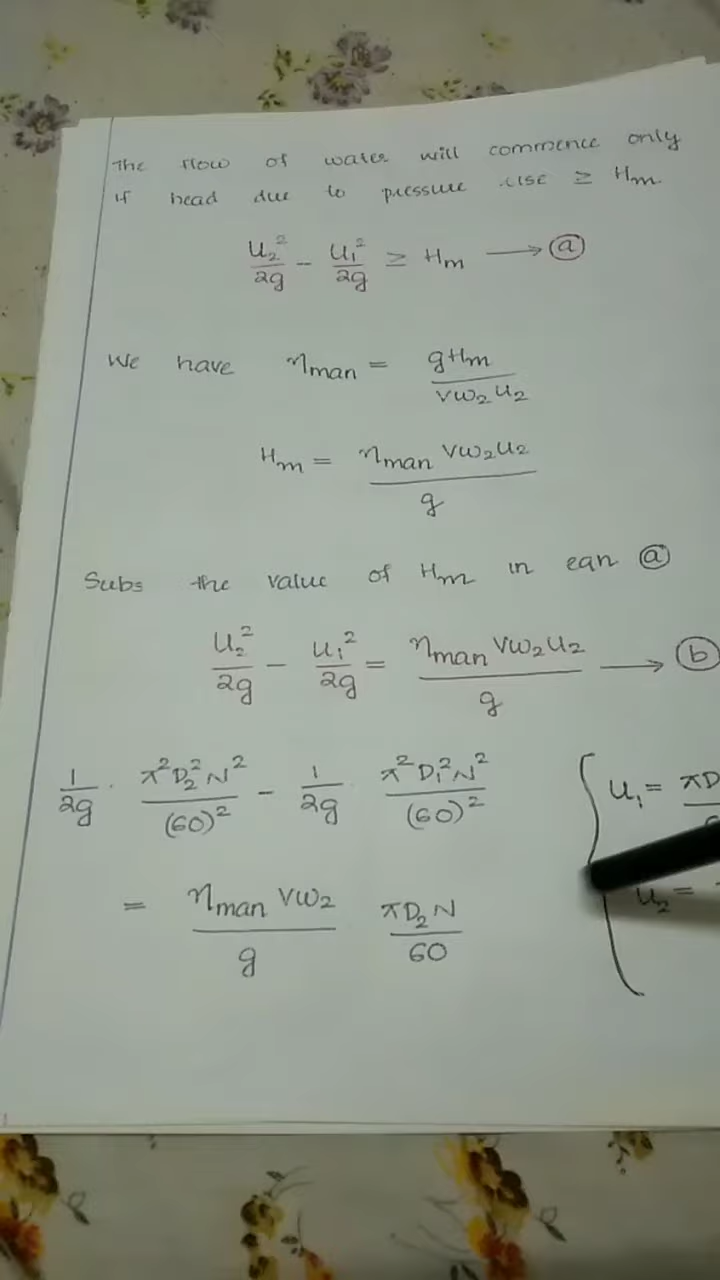 The flow of water will commence only
if head due to pressure rise ≥ Hm.
U₂²/2g - U₁²/2g ≥ Hm ⟶ ⓐ
We have ηman = gHm / Vw₂U₂
Hm = ηman Vw₂U₂ / g
Subs the value of Hm in eqn ⓐ
U₂²/2g - U₁²/2g = ηman Vw₂U₂ / g ⟶ ⓑ
1/2g · π²D₂²N²/(60)² - 1/2g · π²D₁²N²/(60)² { U₁ = πD
= ηman Vw₂ / g πD₂N/60 U₂ =